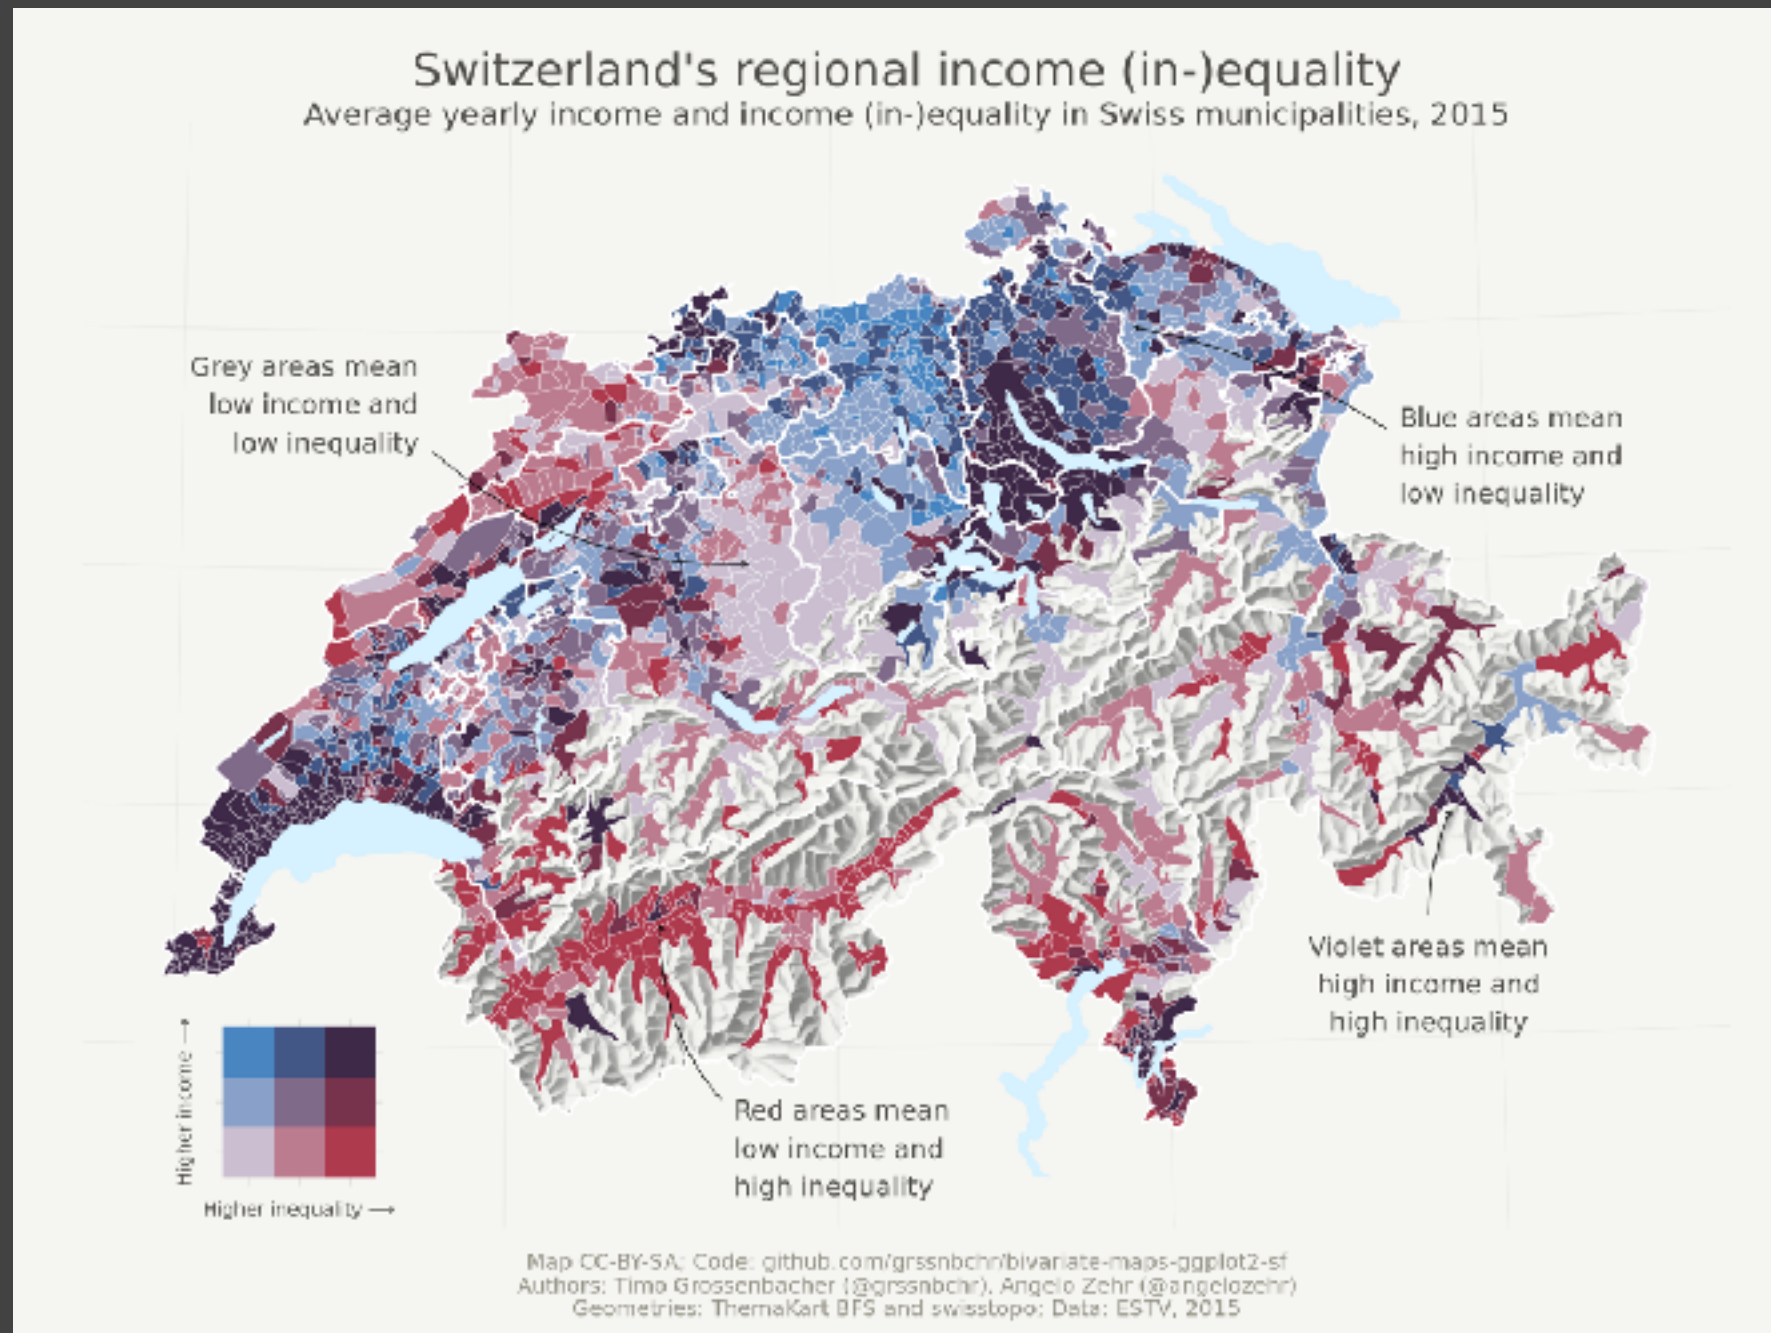 Switzerland's regional income (in-)equality
Average yearly income and income (in-)equality in Swiss municipalities, 2015
Grey areas mean
low income and
low inequality
Blue areas mean
high income and
low inequality
Violet areas mean
high income and
high inequality
Red areas mean
low income and
high inequality
Higher income ⟶
Higher inequality ⟶
Map CC-BY-SA; Code: github.com/grssnbchr/bivariate-maps-ggplot2-sf
Authors: Timo Grossenbacher (@grssnbchr), Angelo Zehr (@angelozehr)
Geometries: ThemaKart BFS and swisstopo; Data: ESTV, 2015